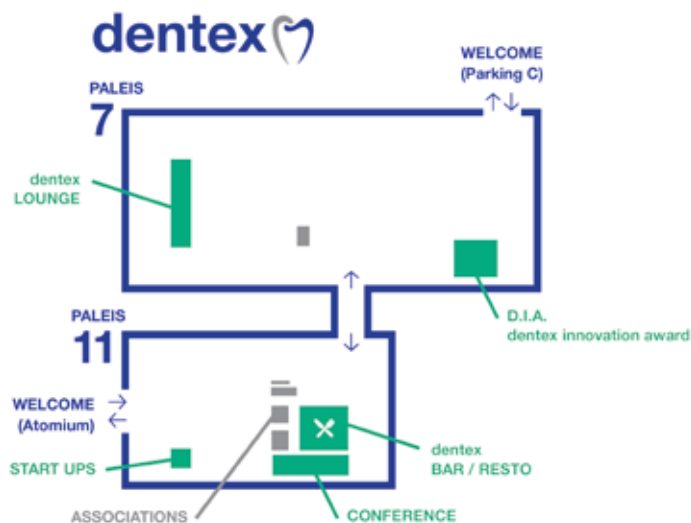 dentex
WELCOME
(Parking C)
PALEIS
7
dentex
LOUNGE
D.I.A.
dentex innovation award
PALEIS
11
WELCOME
(Atomium)
dentex
BAR / RESTO
START UPS
ASSOCIATIONS
CONFERENCE